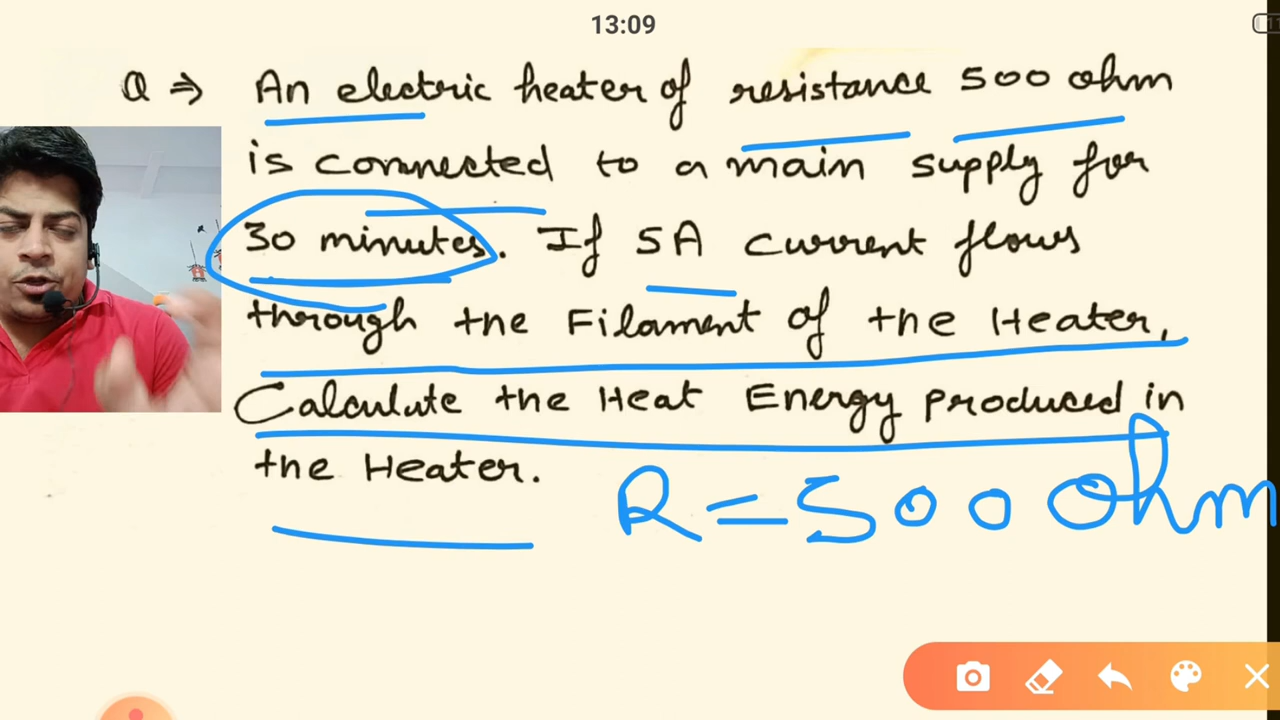 13:09
Q ⇒ An electric heater of resistance 500 ohm
is connected to a main supply for
30 minutes. If 5A current flows
through the Filament of the Heater,
Calculate the Heat Energy produced in
the Heater.
R = 500 ohm